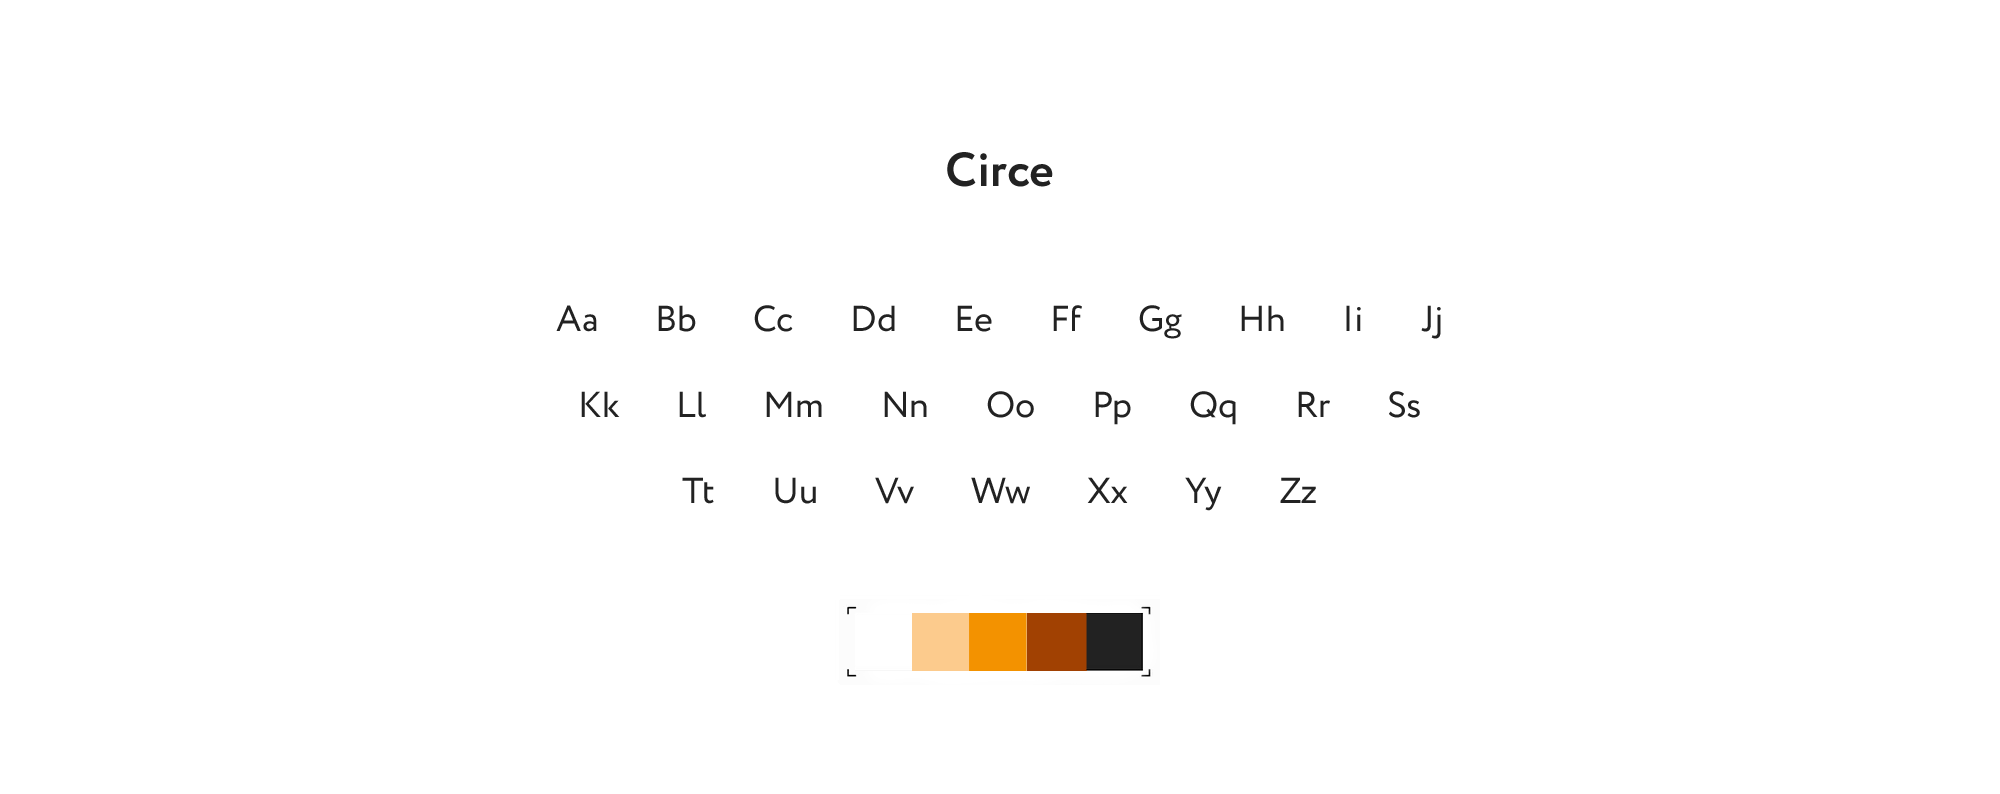 Circe
Aa Bb Cc Dd Ee Ff Gg Hh Ii Jj
Kk Ll Mm Nn Oo Pp Qq Rr Ss
Tt Uu Vv Ww Xx Yy Zz